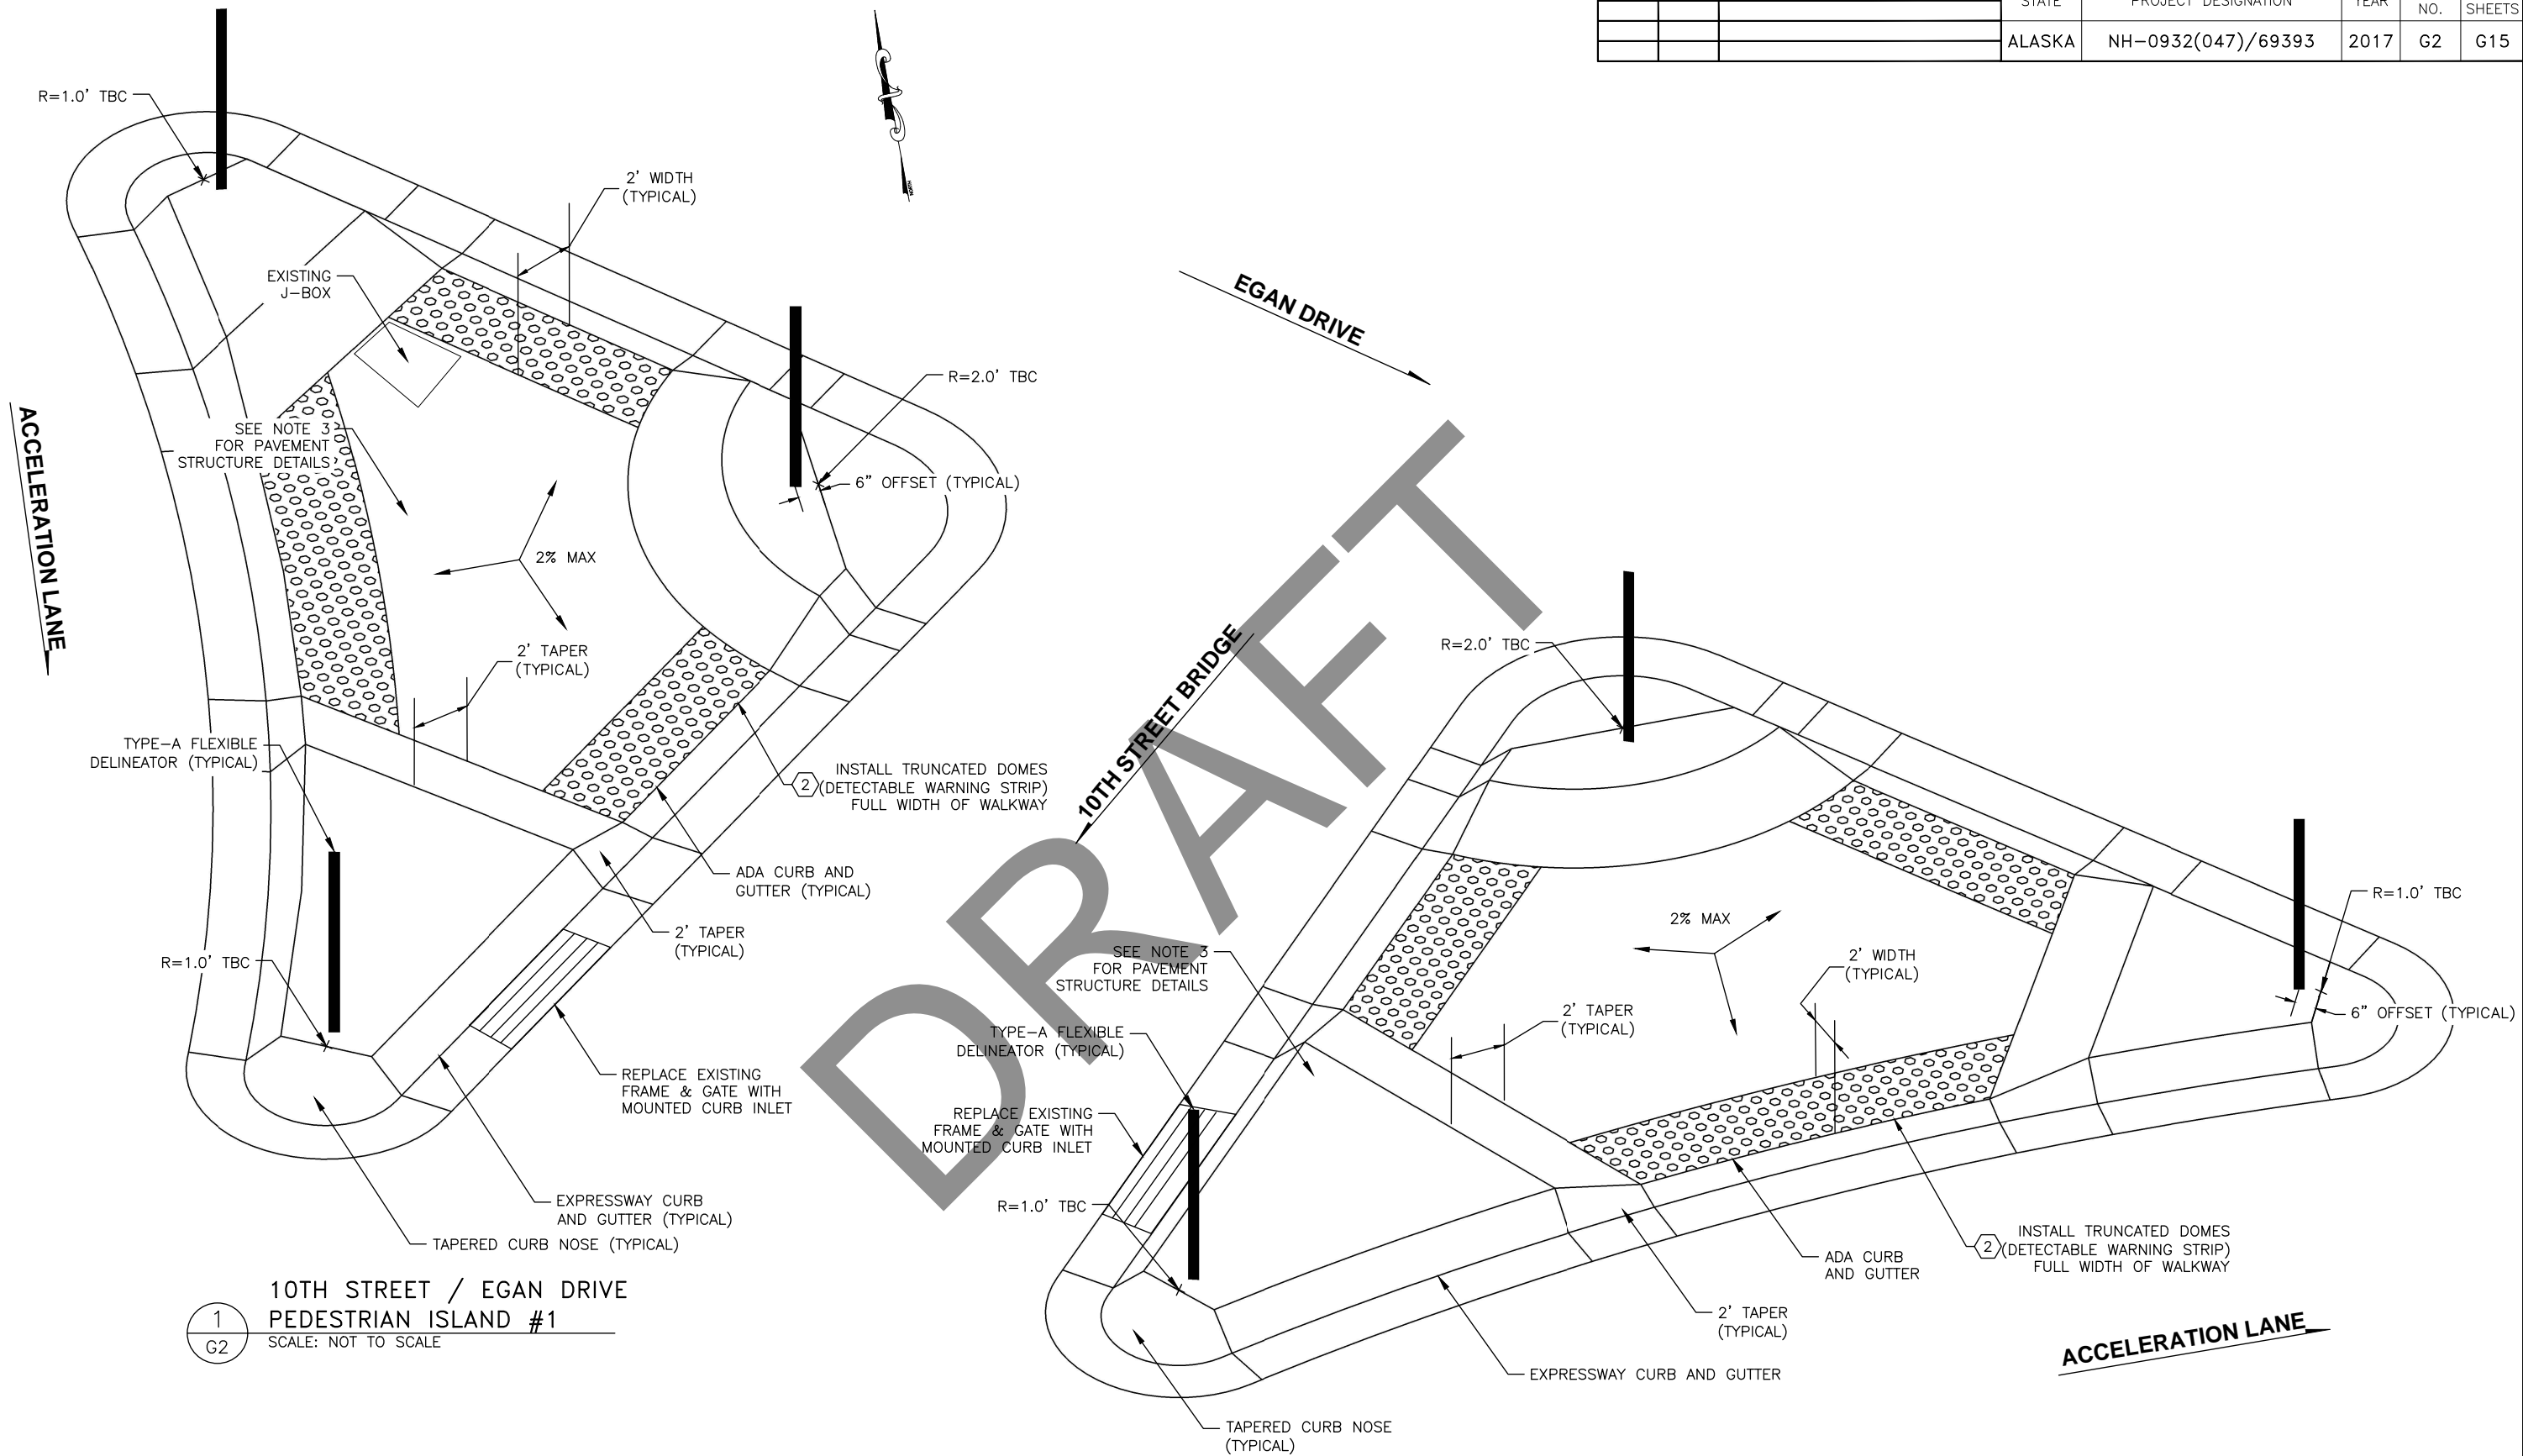 STATE
PROJECT DESIGNATION
YEAR
NO.
SHEETS
ALASKA
NH-0932(047)/69393
2017
G2
G15
R=1.0' TBC
2' WIDTH
(TYPICAL)
EXISTING
J-BOX
EGAN DRIVE
R=2.0' TBC
ACCELERATION LANE
SEE NOTE 3
FOR PAVEMENT
STRUCTURE DETAILS
6" OFFSET (TYPICAL)
2% MAX
2' TAPER
(TYPICAL)
TYPE-A FLEXIBLE
DELINEATOR (TYPICAL)
2
INSTALL TRUNCATED DOMES
(DETECTABLE WARNING STRIP)
FULL WIDTH OF WALKWAY
ADA CURB AND
GUTTER (TYPICAL)
2' TAPER
(TYPICAL)
R=1.0' TBC
REPLACE EXISTING
FRAME & GATE WITH
MOUNTED CURB INLET
EXPRESSWAY CURB
AND GUTTER (TYPICAL)
TAPERED CURB NOSE (TYPICAL)
1
G2
10TH STREET / EGAN DRIVE
PEDESTRIAN ISLAND #1
SCALE: NOT TO SCALE
DRAFT
10TH STREET BRIDGE
R=2.0' TBC
R=1.0' TBC
6" OFFSET (TYPICAL)
2% MAX
2' WIDTH
(TYPICAL)
SEE NOTE 3
FOR PAVEMENT
STRUCTURE DETAILS
2' TAPER
(TYPICAL)
TYPE-A FLEXIBLE
DELINEATOR (TYPICAL)
REPLACE EXISTING
FRAME & GATE WITH
MOUNTED CURB INLET
R=1.0' TBC
2
INSTALL TRUNCATED DOMES
(DETECTABLE WARNING STRIP)
FULL WIDTH OF WALKWAY
ADA CURB
AND GUTTER
2' TAPER
(TYPICAL)
ACCELERATION LANE
EXPRESSWAY CURB AND GUTTER
TAPERED CURB NOSE
(TYPICAL)